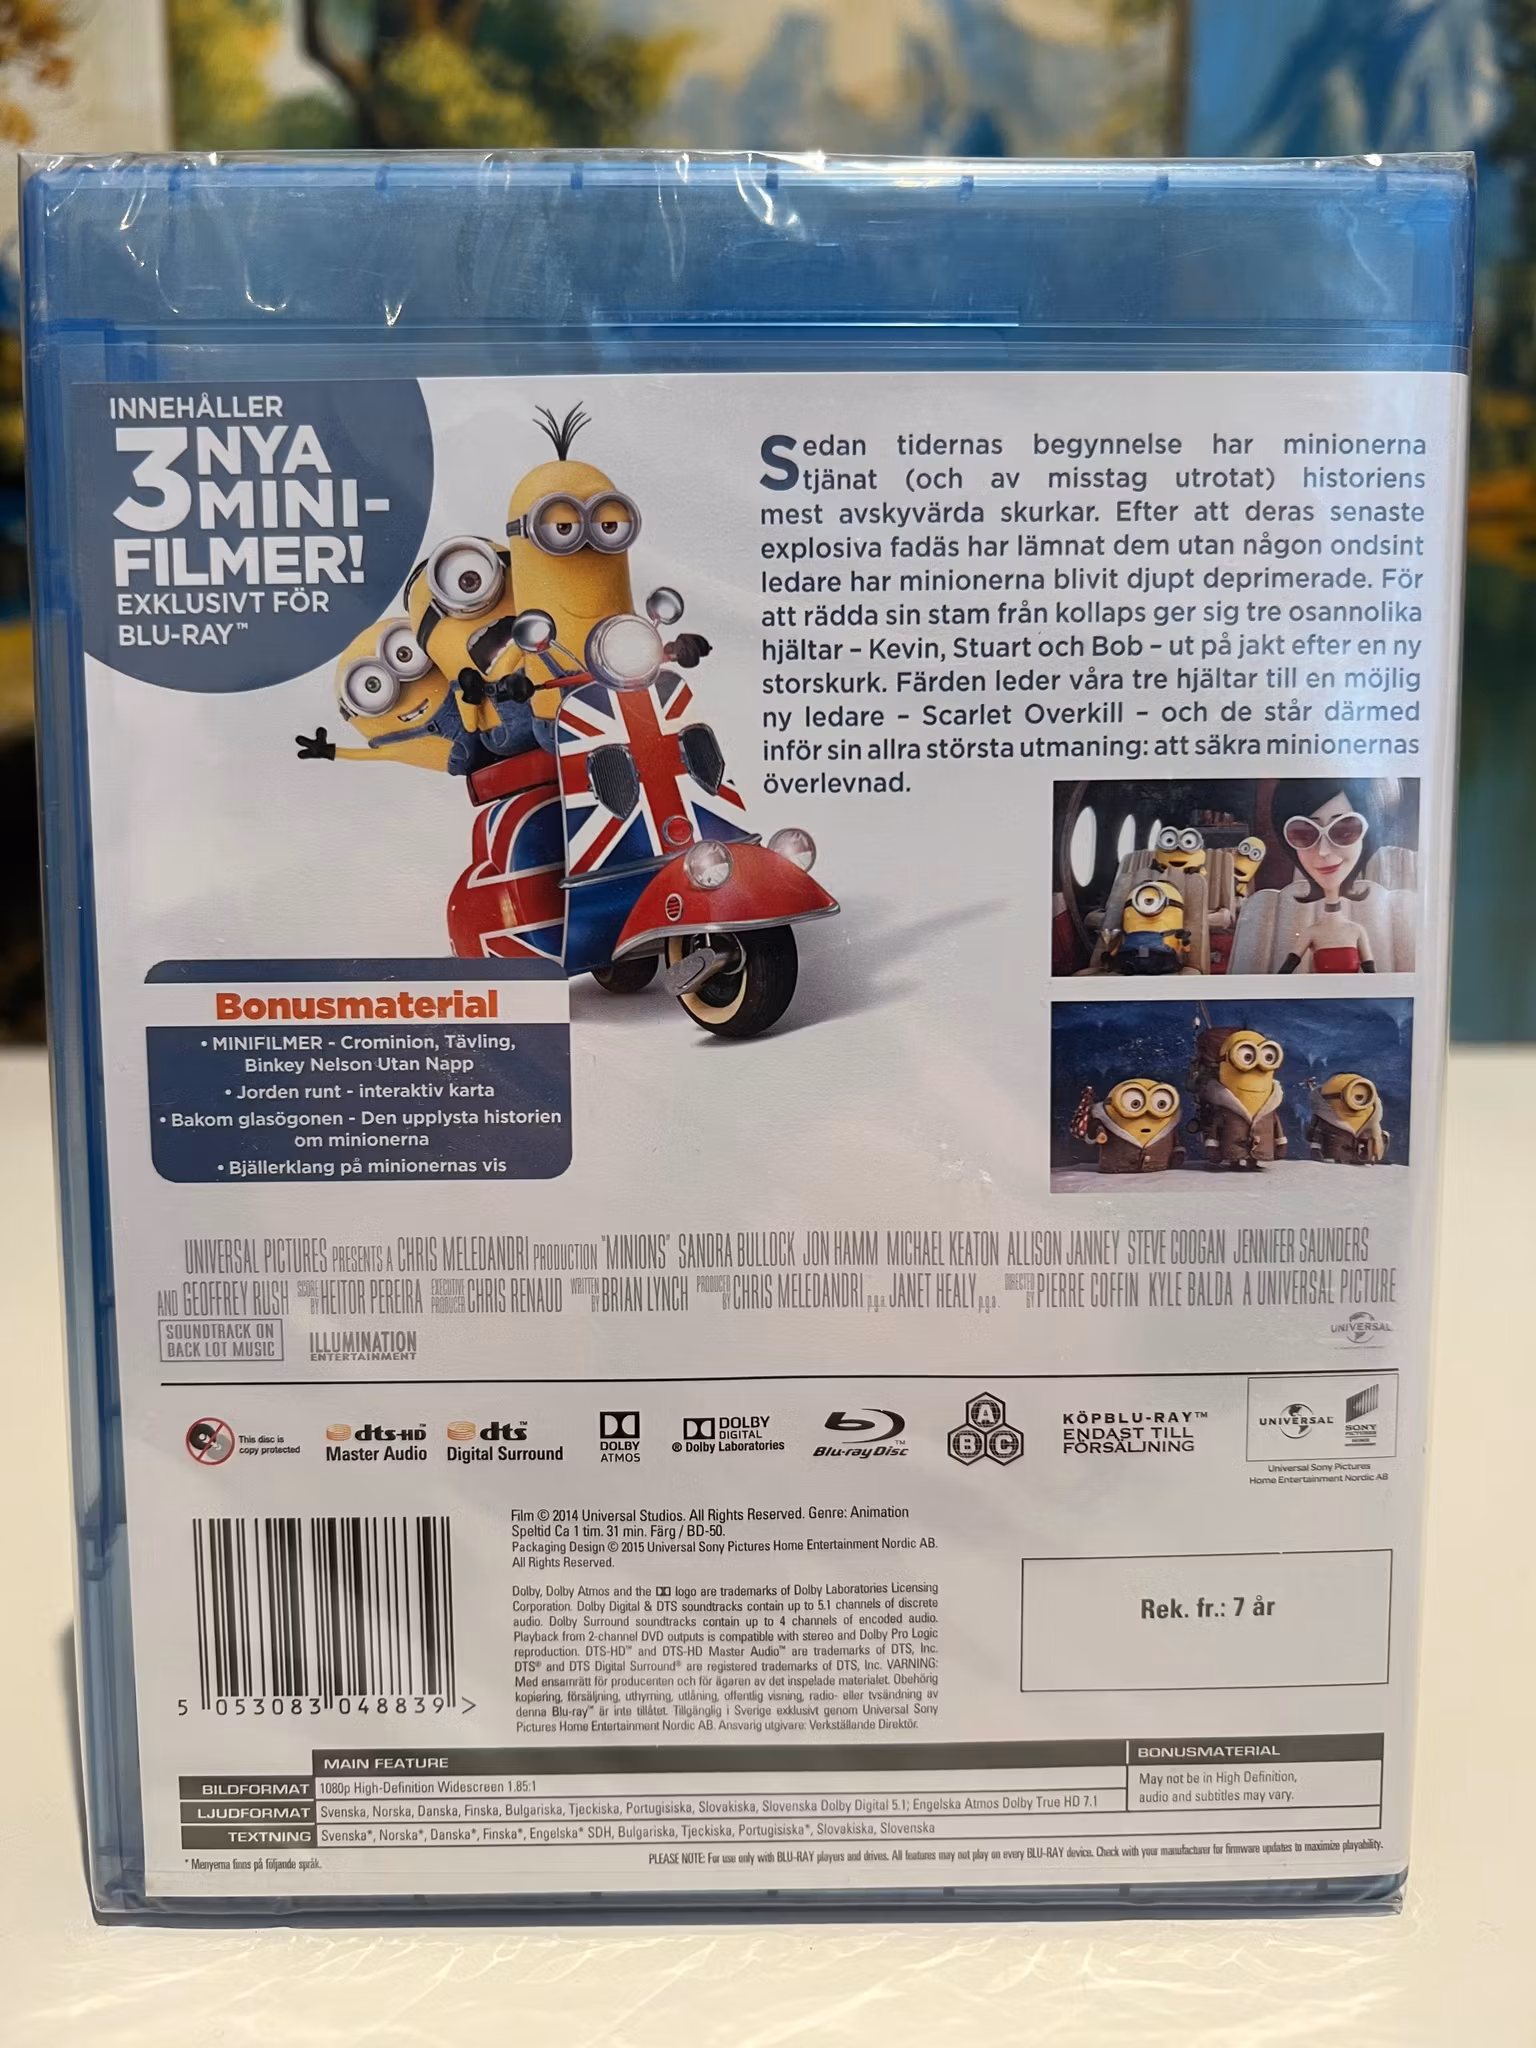 INNEHÅLLER
3 NYA
MINI-
FILMER!
EXKLUSIVT FÖR
BLU-RAY™
Sedan tidernas begynnelse har minionerna
tjänat (och av misstag utrotat) historiens
mest avskyvärda skurkar. Efter att deras senaste
explosiva fadäs har lämnat dem utan någon ondsint
ledare har minionerna blivit djupt deprimerade. För
att rädda sin stam från kollaps ger sig tre osannolika
hjältar – Kevin, Stuart och Bob – ut på jakt efter en ny
storskurk. Färden leder våra tre hjältar till en möjlig
ny ledare – Scarlet Overkill – och de står därmed
inför sin allra största utmaning: att säkra minionernas
överlevnad.
Bonusmaterial
• MINIFILMER - Crominion, Tävling,
Binkey Nelson Utan Napp
• Jorden runt - interaktiv karta
• Bakom glasögonen - Den upplysta historien
om minionerna
• Bjällerklang på minionernas vis
UNIVERSAL PICTURES PRESENTS A CHRIS MELEDANDRI PRODUCTION "MINIONS" SANDRA BULLOCK JON HAMM MICHAEL KEATON ALLISON JANNEY STEVE COOGAN JENNIFER SAUNDERS
AND GEOFFREY RUSH SCORE BY HEITOR PEREIRA EXECUTIVE PRODUCER CHRIS RENAUD WRITTEN BY BRIAN LYNCH PRODUCED BY CHRIS MELEDANDRI p.g.a. JANET HEALY p.g.a. DIRECTED BY PIERRE COFFIN KYLE BALDA A UNIVERSAL PICTURE
SOUNDTRACK ON
BACK LOT MUSIC
ILLUMINATION
ENTERTAINMENT
UNIVERSAL
This disc is
copy protected
dts-HD™
Master Audio
dts™
Digital Surround
DOLBY
ATMOS
DOLBY
DIGITAL
® Dolby Laboratories
Blu-ray Disc™
A
B C
KÖPBLU-RAY™
ENDAST TILL
FÖRSÄLJNING
UNIVERSAL
SONY
PICTURES
Universal Sony Pictures
Home Entertainment Nordic AB
Film © 2014 Universal Studios. All Rights Reserved. Genre: Animation
Speltid Ca 1 tim. 31 min. Färg / BD-50.
Packaging Design © 2015 Universal Sony Pictures Home Entertainment Nordic AB.
All Rights Reserved.
Dolby, Dolby Atmos and the logo are trademarks of Dolby Laboratories Licensing
Corporation. Dolby Digital & DTS soundtracks contain up to 5.1 channels of discrete
audio. Dolby Surround soundtracks contain up to 4 channels of encoded audio.
Playback from 2-channel DVD outputs is compatible with stereo and Dolby Pro Logic
reproduction. DTS-HD™ and DTS-HD Master Audio™ are trademarks of DTS, Inc.
DTS® and DTS Digital Surround® are registered trademarks of DTS, Inc. VARNING:
Med ensamrätt för producenten och för ägaren av det inspelade materialet. Obehörig
kopiering, försäljning, uthyrning, utlåning, offentlig visning, radio- eller tvsändning av
denna Blu-ray™ är inte tillåtet. Tillgänglig i Sverige exklusivt genom Universal Sony
Pictures Home Entertainment Nordic AB. Ansvarig utgivare: Verkställande Direktör.
5 053083 048839 >
Rek. fr.: 7 år
MAIN FEATURE
BONUSMATERIAL
BILDFORMAT 1080p High-Definition Widescreen 1.85:1
May not be in High Definition,
audio and subtitles may vary.
LJUDFORMAT Svenska, Norska, Danska, Finska, Bulgariska, Tjeckiska, Portugisiska, Slovakiska, Slovenska Dolby Digital 5.1; Engelska Atmos Dolby True HD 7.1
TEXTNING Svenska*, Norska*, Danska*, Finska*, Engelska* SDH, Bulgariska, Tjeckiska, Portugisiska*, Slovakiska, Slovenska
* Menyerna finns på följande språk.
PLEASE NOTE: For use only with BLU-RAY players and drives. All features may not play on every BLU-RAY device. Check with your manufacturer for firmware updates to maximize playability.